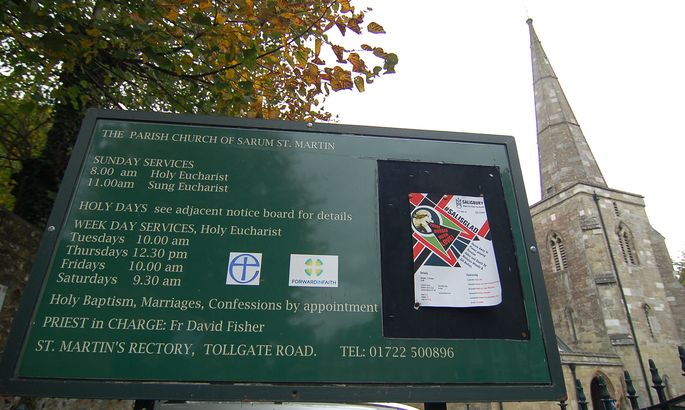 THE PARISH CHURCH OF SARUM ST. MARTIN
SUNDAY SERVICES
8.00 am Holy Eucharist
11.00am Sung Eucharist
HOLY DAYS see adjacent notice board for details
WEEK DAY SERVICES, Holy Eucharist
Tuesdays 10.00 am
Thursdays 12.30 pm
Fridays 10.00 am
Saturdays 9.30 am
FORWARDINFAITH
Holy Baptism, Marriages, Confessions by appointment
PRIEST in CHARGE: Fr David Fisher
ST. MARTIN'S RECTORY, TOLLGATE ROAD. TEL: 01722 500896
SALISBURY
#SALISGLAD